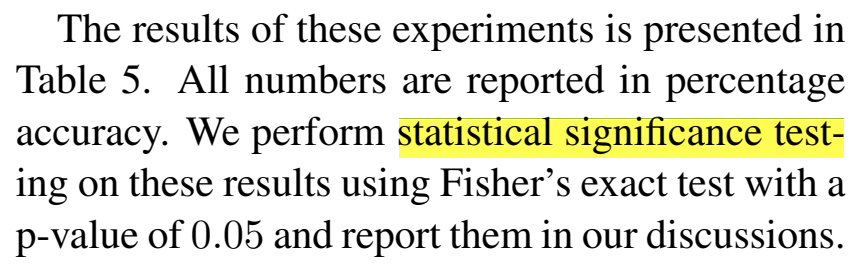 The results of these experiments is presented in
Table 5. All numbers are reported in percentage
accuracy. We perform statistical significance test-
ing on these results using Fisher's exact test with a
p-value of 0.05 and report them in our discussions.